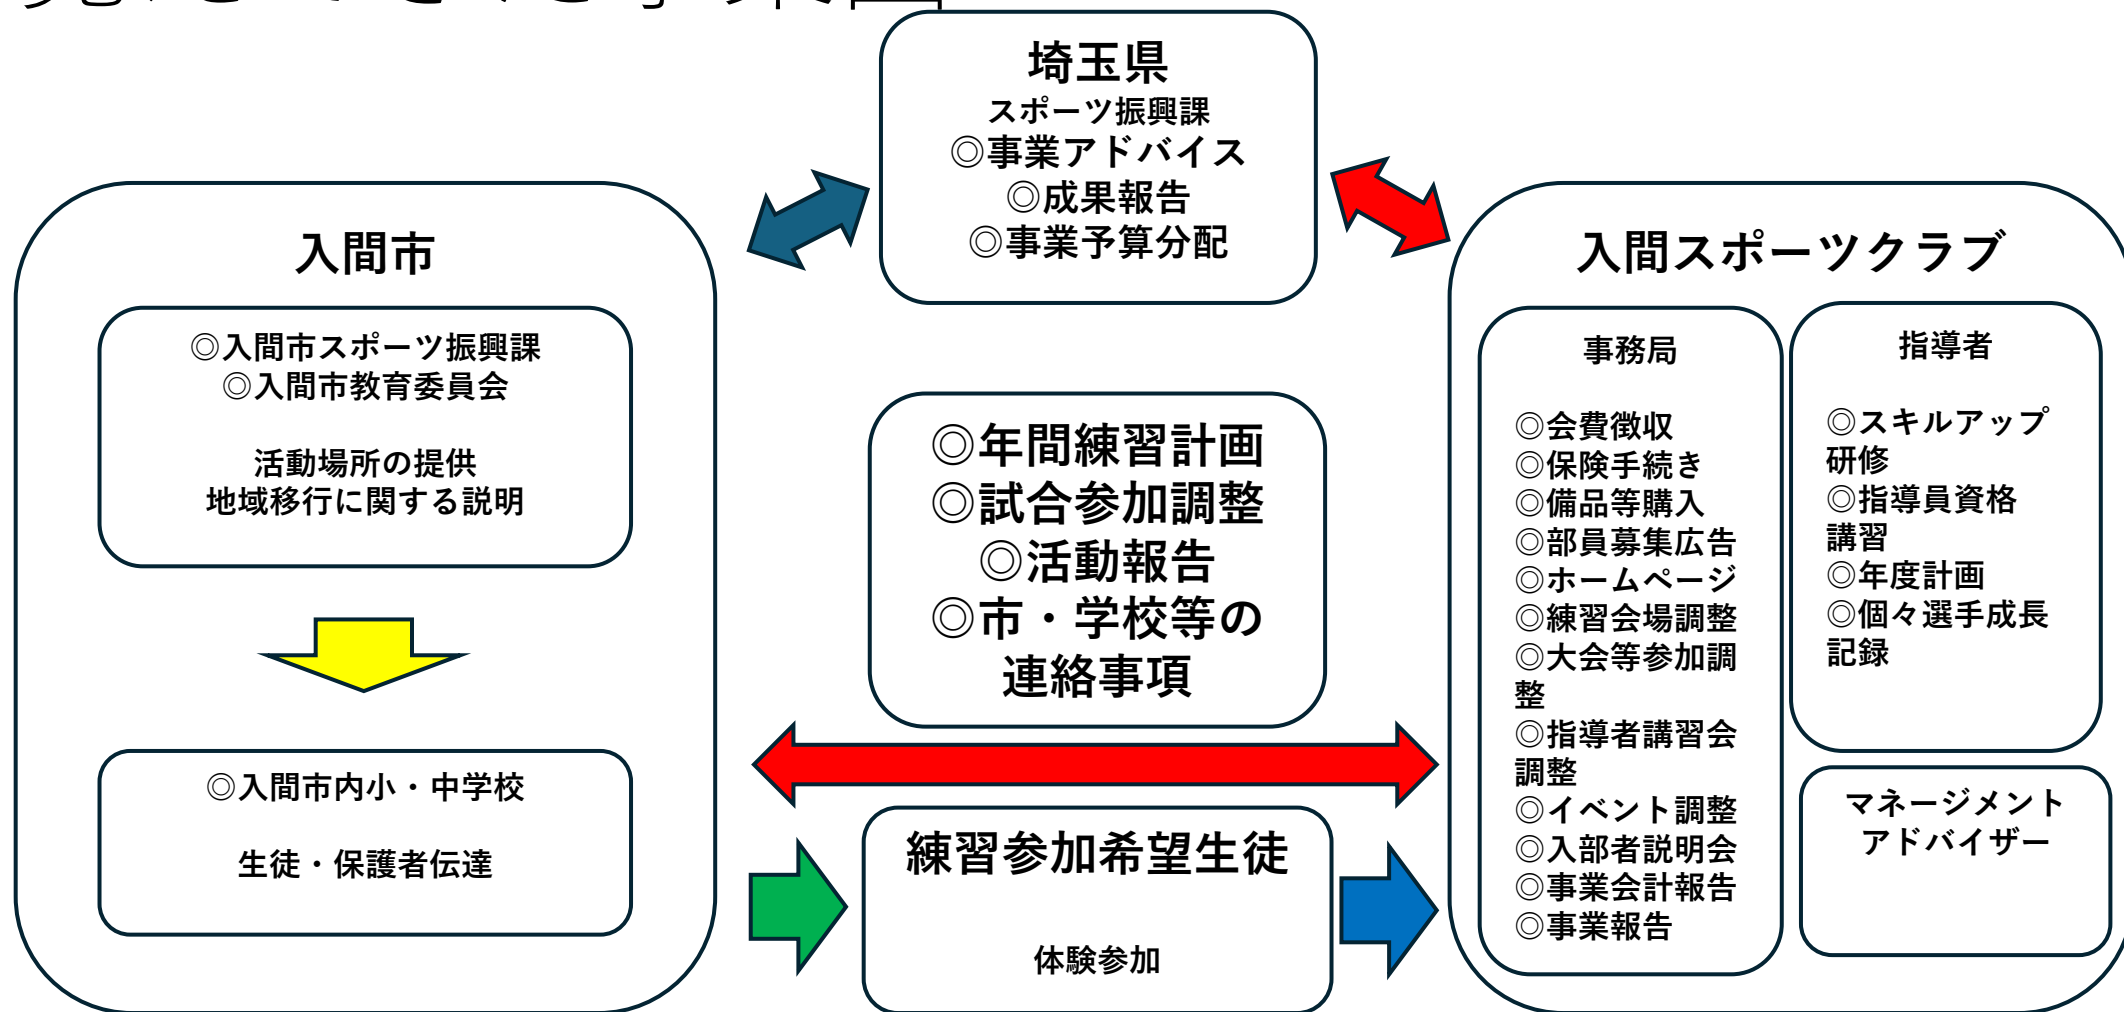 埼玉県
スポーツ振興課
◎事業アドバイス
◎成果報告
◎事業予算分配
入間市
◎入間市スポーツ振興課
◎入間市教育委員会
活動場所の提供
地域移行に関する説明
◎入間市内小・中学校
生徒・保護者伝達
◎年間練習計画
◎試合参加調整
◎活動報告
◎市・学校等の
連絡事項
練習参加希望生徒
体験参加
入間スポーツクラブ
事務局
◎会費徴収
◎保険手続き
◎備品等購入
◎部員募集広告
◎ホームページ
◎練習会場調整
◎大会等参加調
整
◎指導者講習会
調整
◎イベント調整
◎入部者説明会
◎事業会計報告
◎事業報告
指導者
◎スキルアップ
研修
◎指導員資格
講習
◎年度計画
◎個々選手成長
記録
マネージメント
アドバイザー